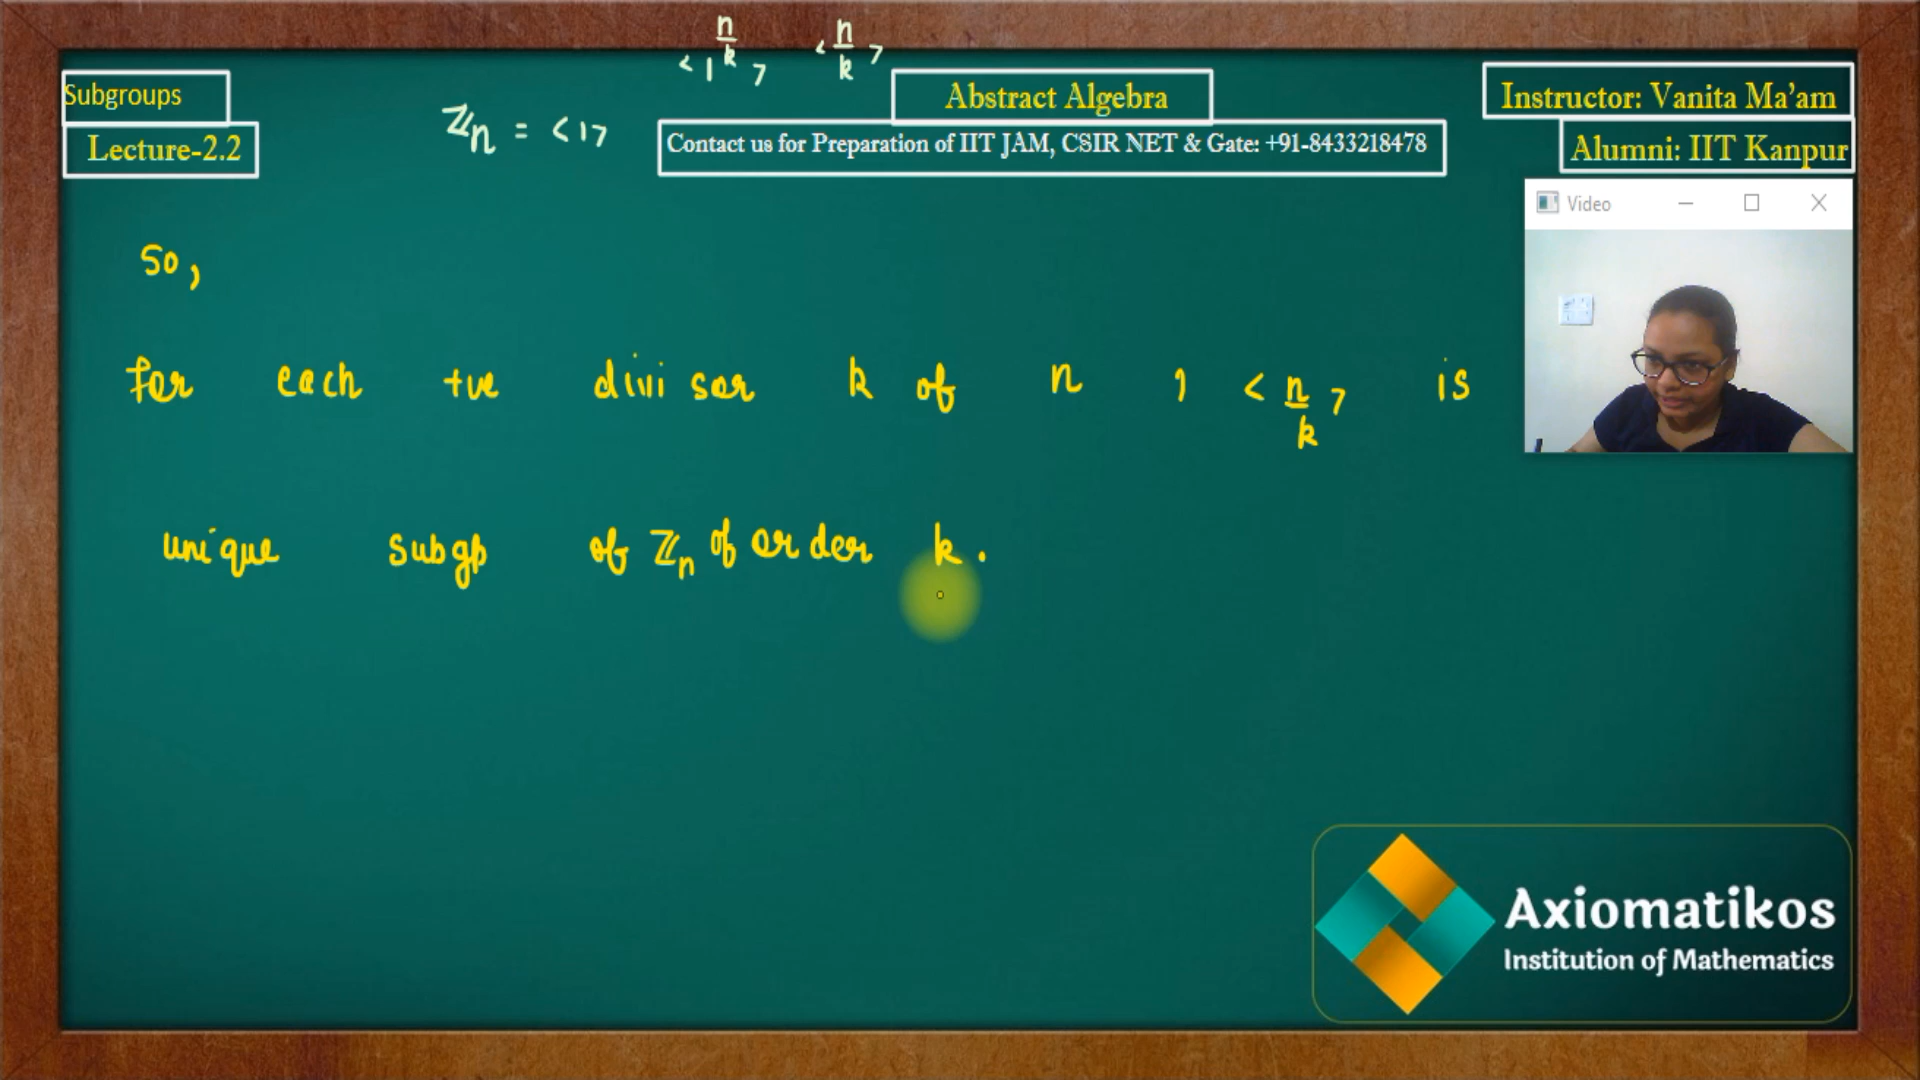 < 1^{n/k} > < n/k >
Subgroups
Abstract Algebra
Instructor: Vanita Ma'am
Lecture-2.2
ℤn = <1>
Contact us for Preparation of IIT JAM, CSIR NET & Gate: +91-8433218478
Alumni: IIT Kanpur
Video
so,
for each +ve divisor k of n , < n/k > is
unique subgp of ℤn of order k.
Axiomatikos
Institution of Mathematics